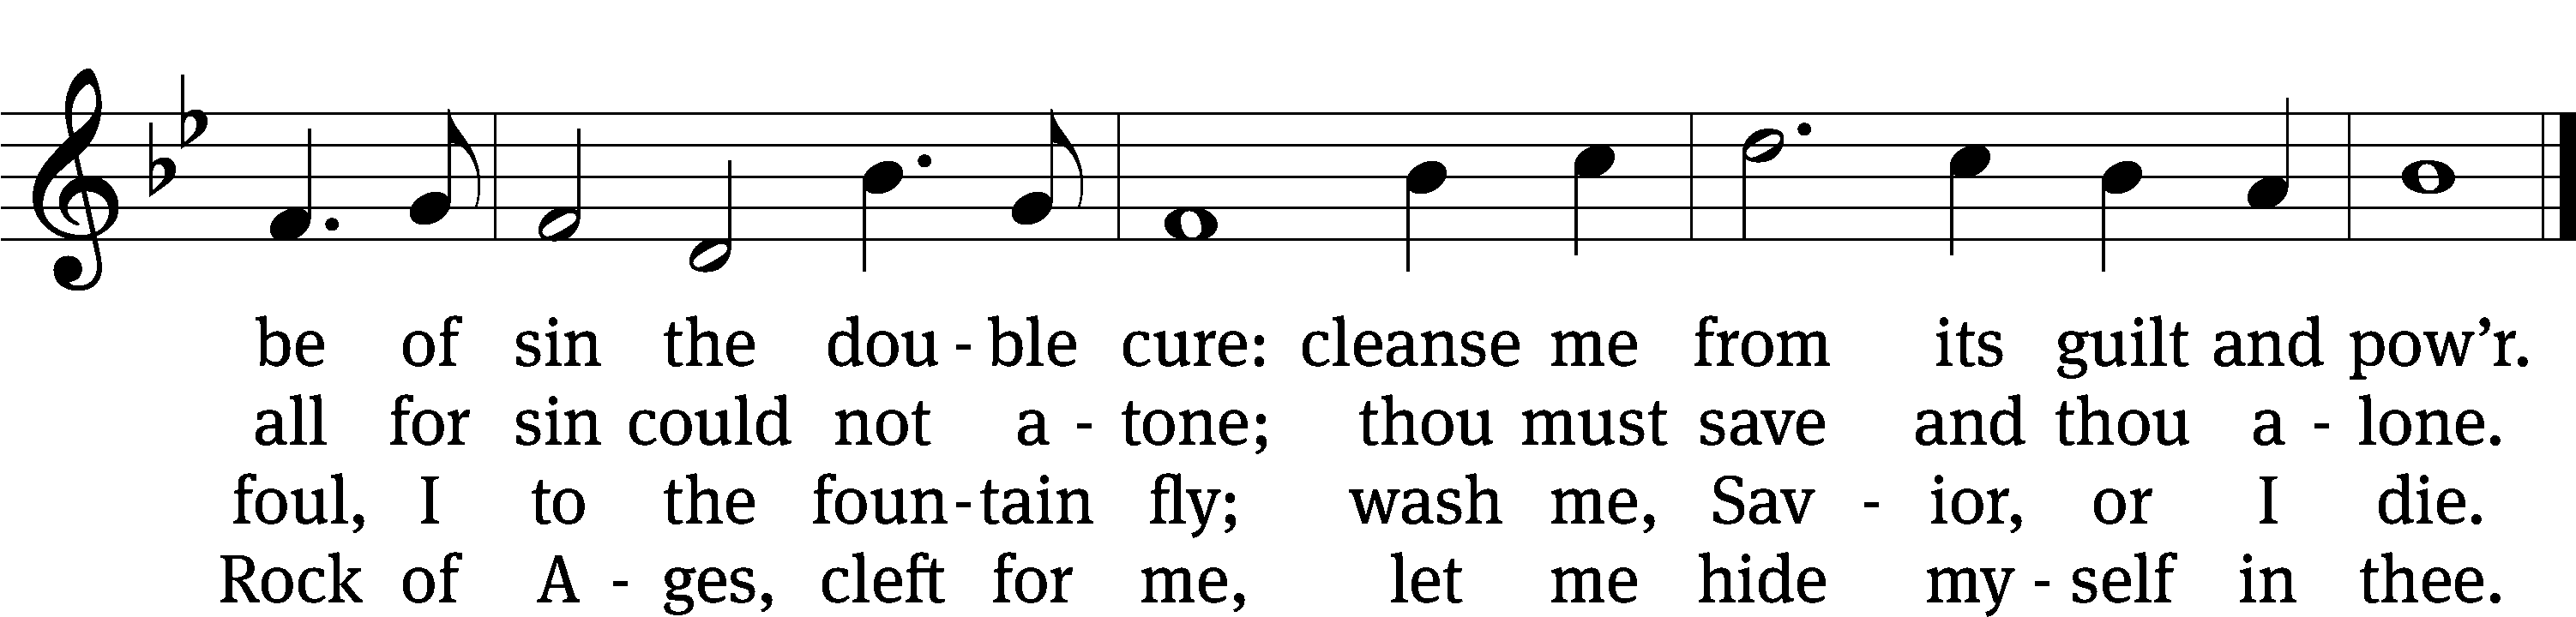 be of sin the dou - ble cure: cleanse me from its guilt and pow’r.
all for sin could not a - tone; thou must save and thou a - lone.
foul, I to the foun - tain fly; wash me, Sav - ior, or I die.
Rock of A - ges, cleft for me, let me hide my - self in thee.